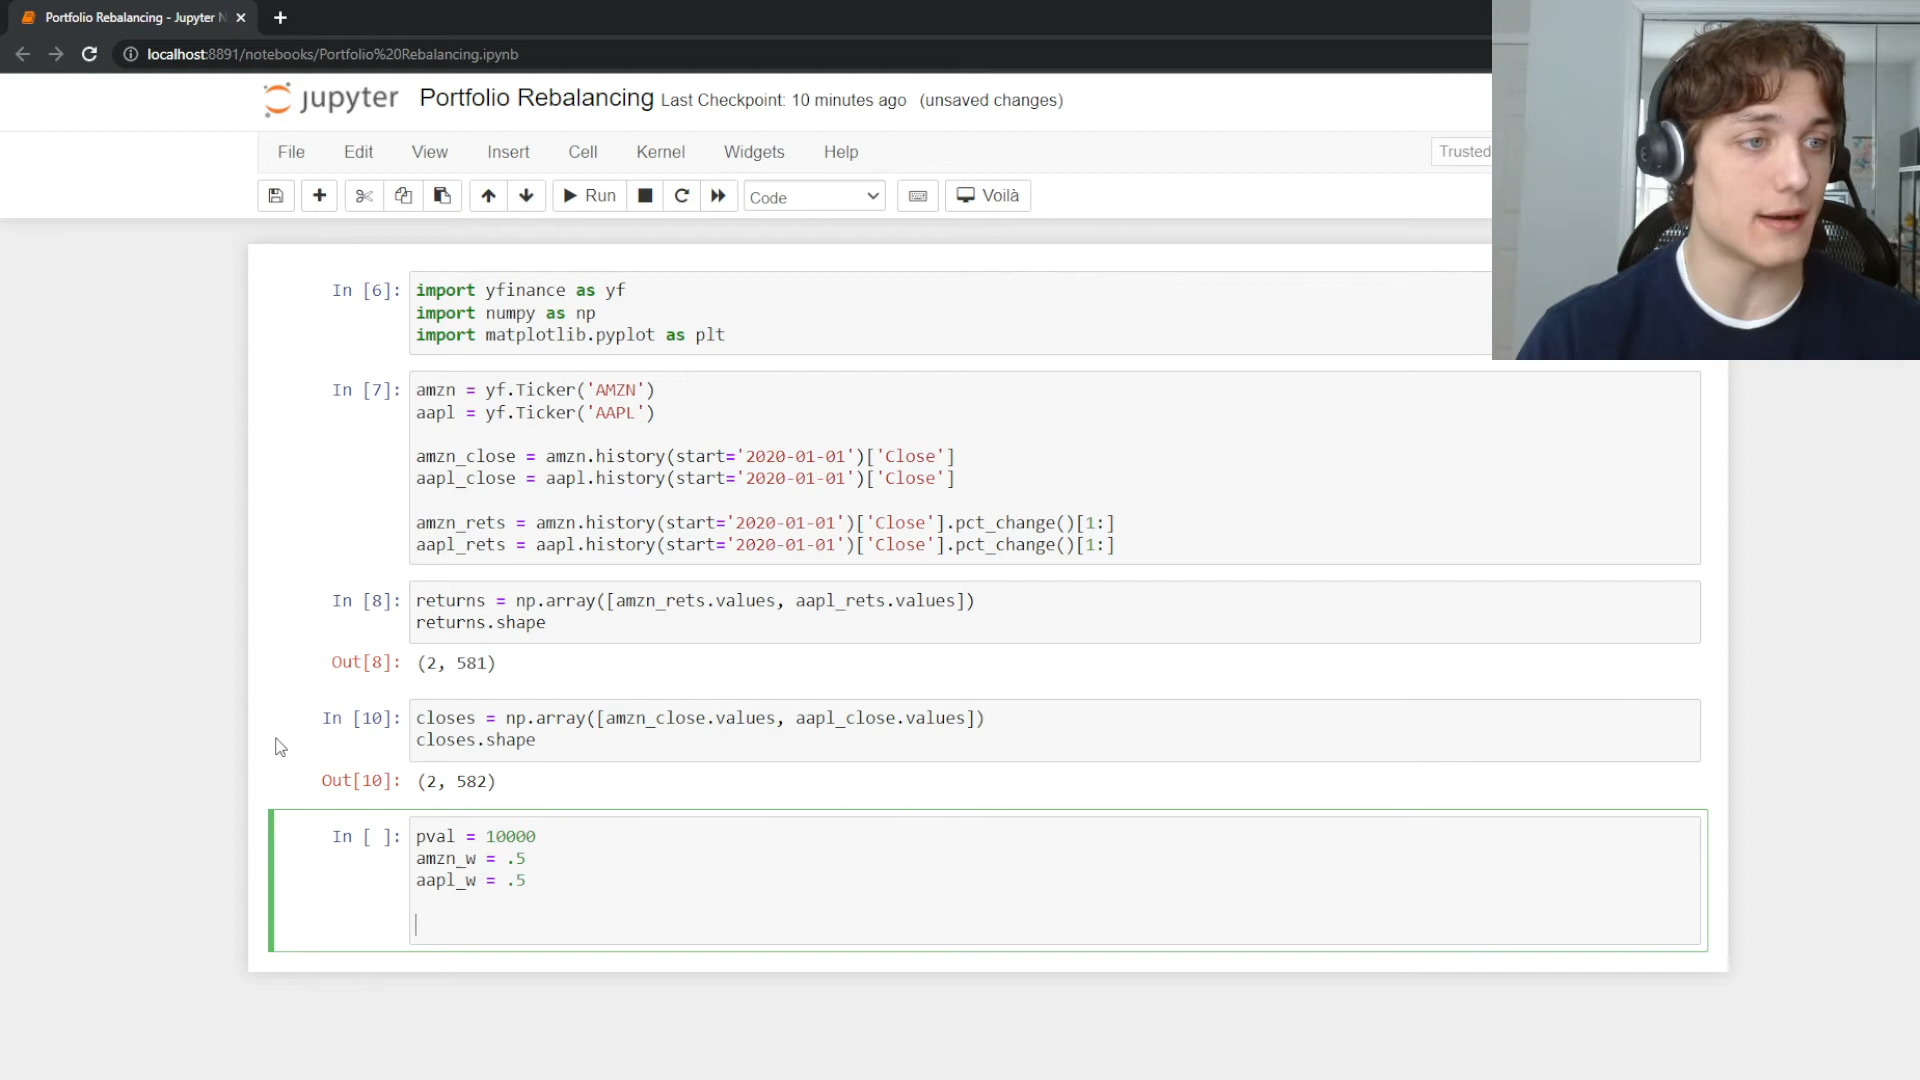 Portfolio Rebalancing - Jupyter N
localhost:8891/notebooks/Portfolio%20Rebalancing.ipynb
jupyter Portfolio Rebalancing Last Checkpoint: 10 minutes ago (unsaved changes)
File Edit View Insert Cell Kernel Widgets Help Trusted
Run Code Voilà
In [6]: import yfinance as yf
import numpy as np
import matplotlib.pyplot as plt
In [7]: amzn = yf.Ticker('AMZN')
aapl = yf.Ticker('AAPL')
amzn_close = amzn.history(start='2020-01-01')['Close']
aapl_close = aapl.history(start='2020-01-01')['Close']
amzn_rets = amzn.history(start='2020-01-01')['Close'].pct_change()[1:]
aapl_rets = aapl.history(start='2020-01-01')['Close'].pct_change()[1:]
In [8]: returns = np.array([amzn_rets.values, aapl_rets.values])
returns.shape
Out[8]: (2, 581)
In [10]: closes = np.array([amzn_close.values, aapl_close.values])
closes.shape
Out[10]: (2, 582)
In [ ]: pval = 10000
amzn_w = .5
aapl_w = .5